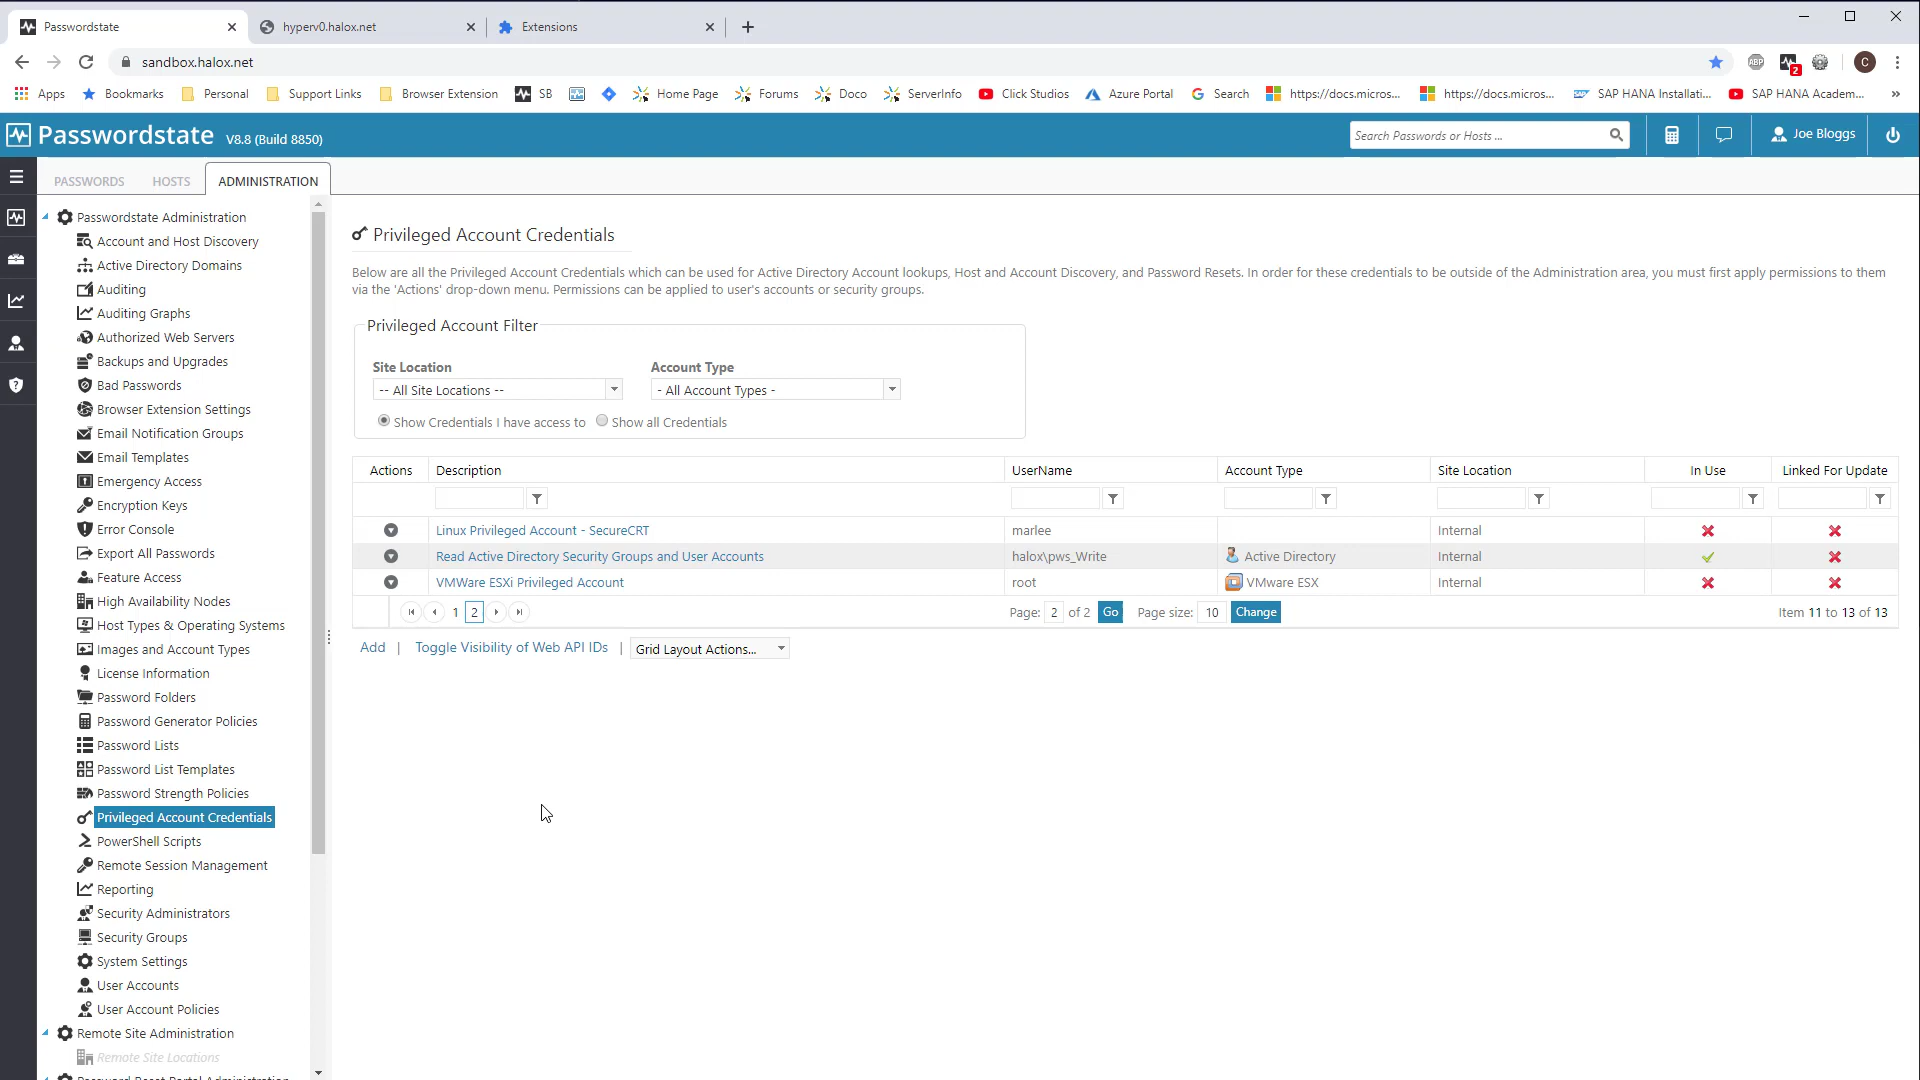 Passwordstate
hyperv0.halox.net
Extensions
sandbox.halox.net
ABP
2
C
Apps
Bookmarks
Personal
Support Links
Browser Extension
SB
Home Page
Forums
Doco
ServerInfo
Click Studios
Azure Portal
Search
https://docs.micros...
https://docs.micros...
SAP HANA Installati...
SAP HANA Academ...
»
Passwordstate V8.8 (Build 8850)
Search Passwords or Hosts ...
Joe Bloggs
PASSWORDS
HOSTS
ADMINISTRATION
Passwordstate Administration
Account and Host Discovery
Active Directory Domains
Auditing
Auditing Graphs
Authorized Web Servers
Backups and Upgrades
Bad Passwords
Browser Extension Settings
Email Notification Groups
Email Templates
Emergency Access
Encryption Keys
Error Console
Export All Passwords
Feature Access
High Availability Nodes
Host Types & Operating Systems
Images and Account Types
License Information
Password Folders
Password Generator Policies
Password Lists
Password List Templates
Password Strength Policies
Privileged Account Credentials
PowerShell Scripts
Remote Session Management
Reporting
Security Administrators
Security Groups
System Settings
User Accounts
User Account Policies
Remote Site Administration
Remote Site Locations
Password Reset Portal Administration
Privileged Account Credentials
Below are all the Privileged Account Credentials which can be used for Active Directory Account lookups, Host and Account Discovery, and Password Resets. In order for these credentials to be outside of the Administration area, you must first apply permissions to them
via the 'Actions' drop-down menu. Permissions can be applied to user's accounts or security groups.
Privileged Account Filter
Site Location
Account Type
-- All Site Locations --
- All Account Types -
Show Credentials I have access to
Show all Credentials
Actions Description UserName Account Type Site Location In Use Linked For Update
Linux Privileged Account - SecureCRT marlee Internal
Read Active Directory Security Groups and User Accounts halox\pws_Write Active Directory Internal
VMWare ESXi Privileged Account root VMware ESX Internal
1 2 Page: 2 of 2 Go Page size: 10 Change Item 11 to 13 of 13
Add | Toggle Visibility of Web API IDs | Grid Layout Actions...